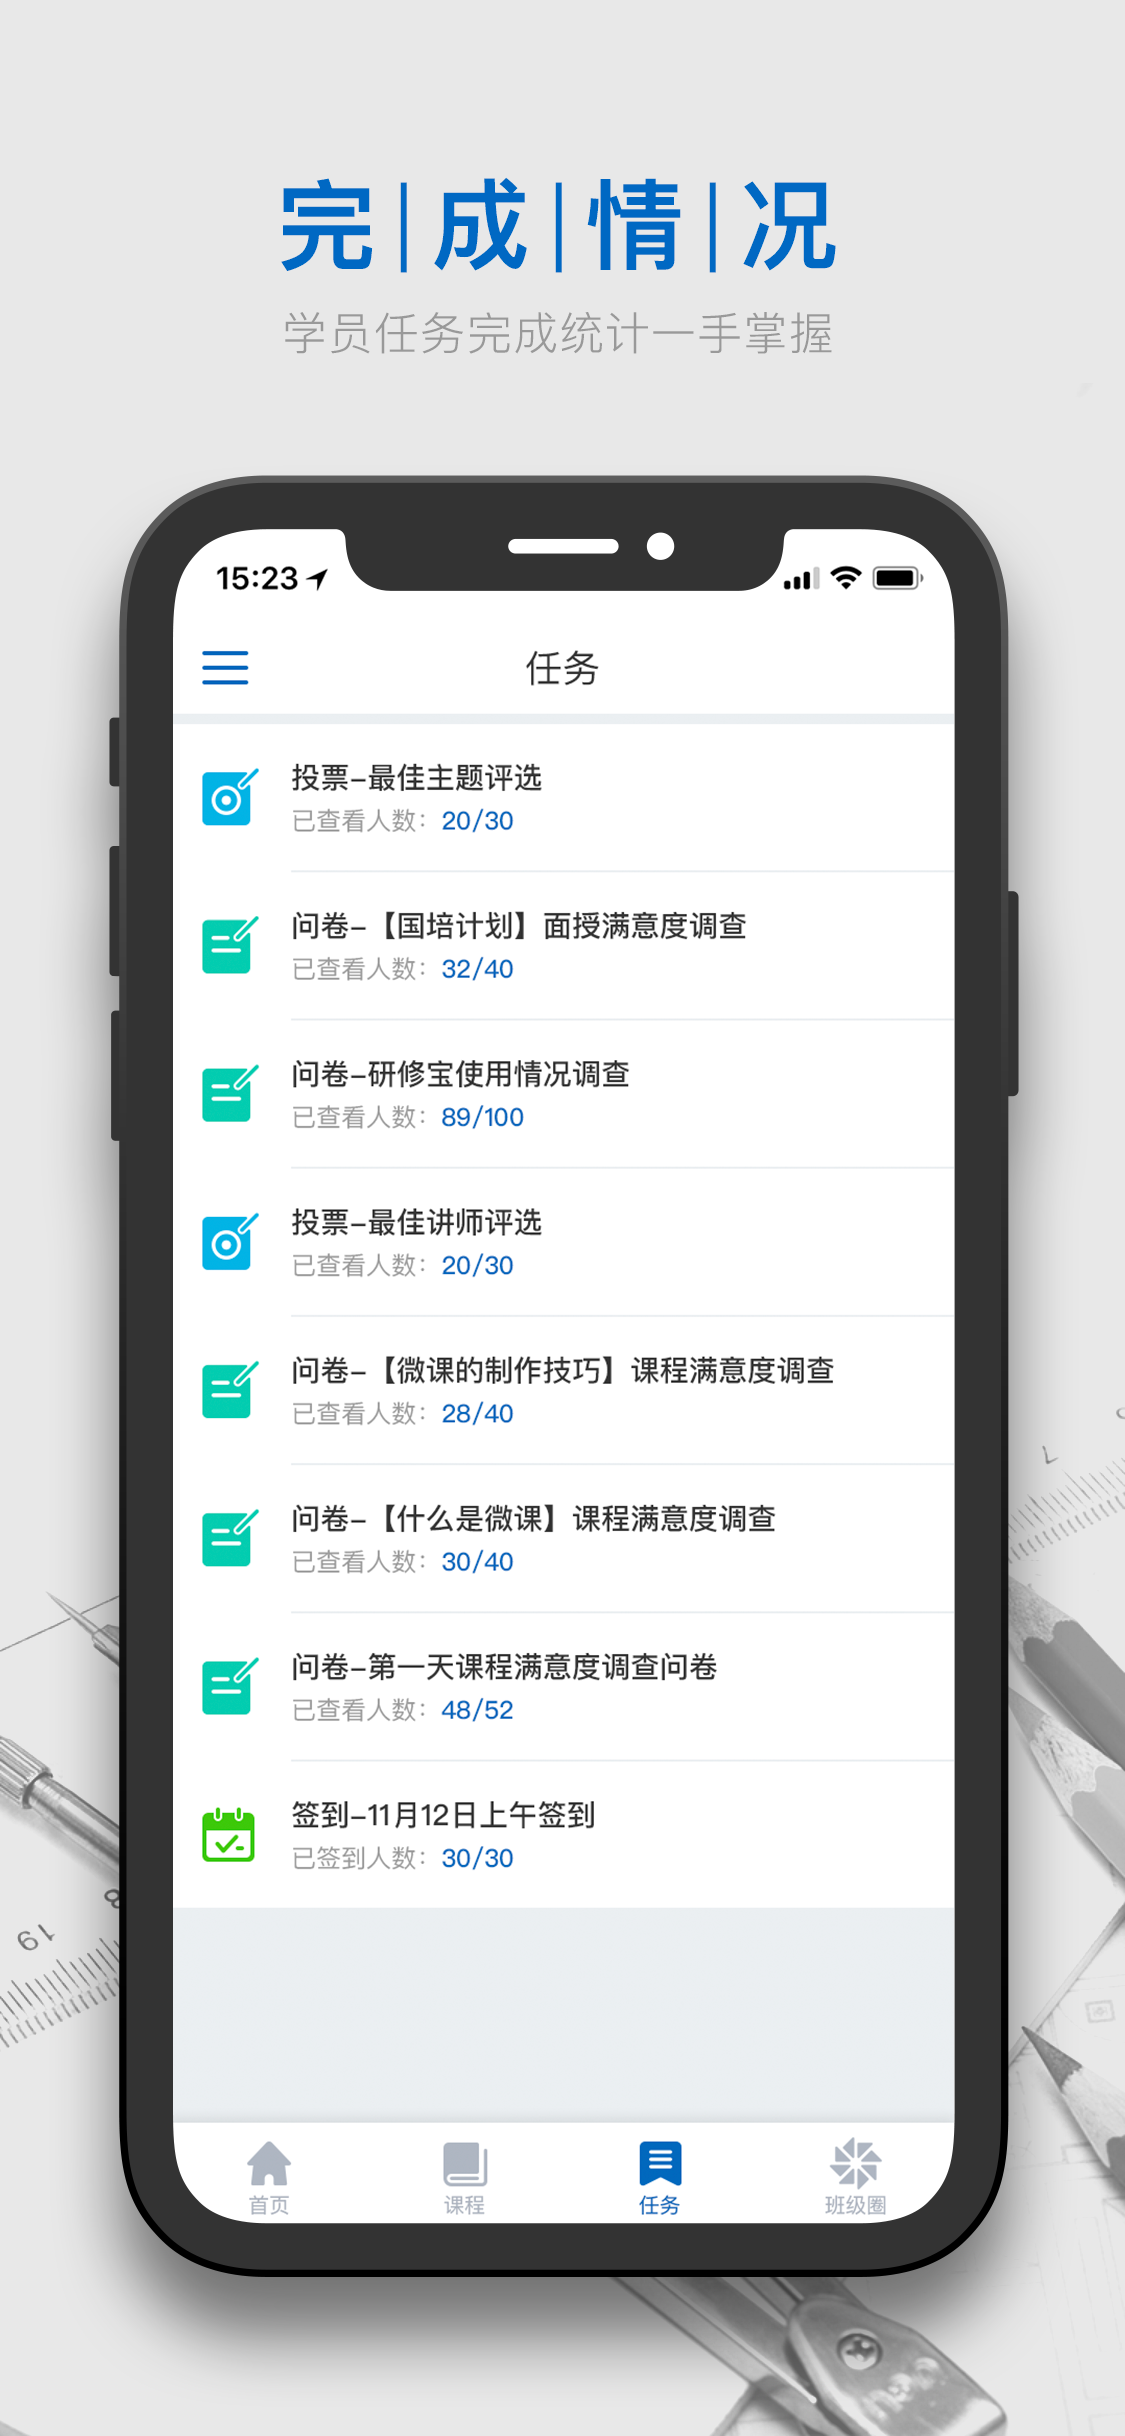 完|成|情|况
学员任务完成统计一手掌握
15:23
任务
投票-最佳主题评选
已查看人数：20/30
问卷-【国培计划】面授满意度调查
已查看人数：32/40
问卷-研修宝使用情况调查
已查看人数：89/100
投票-最佳讲师评选
已查看人数：20/30
问卷-【微课的制作技巧】课程满意度调查
已查看人数：28/40
问卷-【什么是微课】课程满意度调查
已查看人数：30/40
问卷-第一天课程满意度调查问卷
已查看人数：48/52
签到-11月12日上午签到
已签到人数：30/30
首页
课程
任务
班级圈
7
8
19